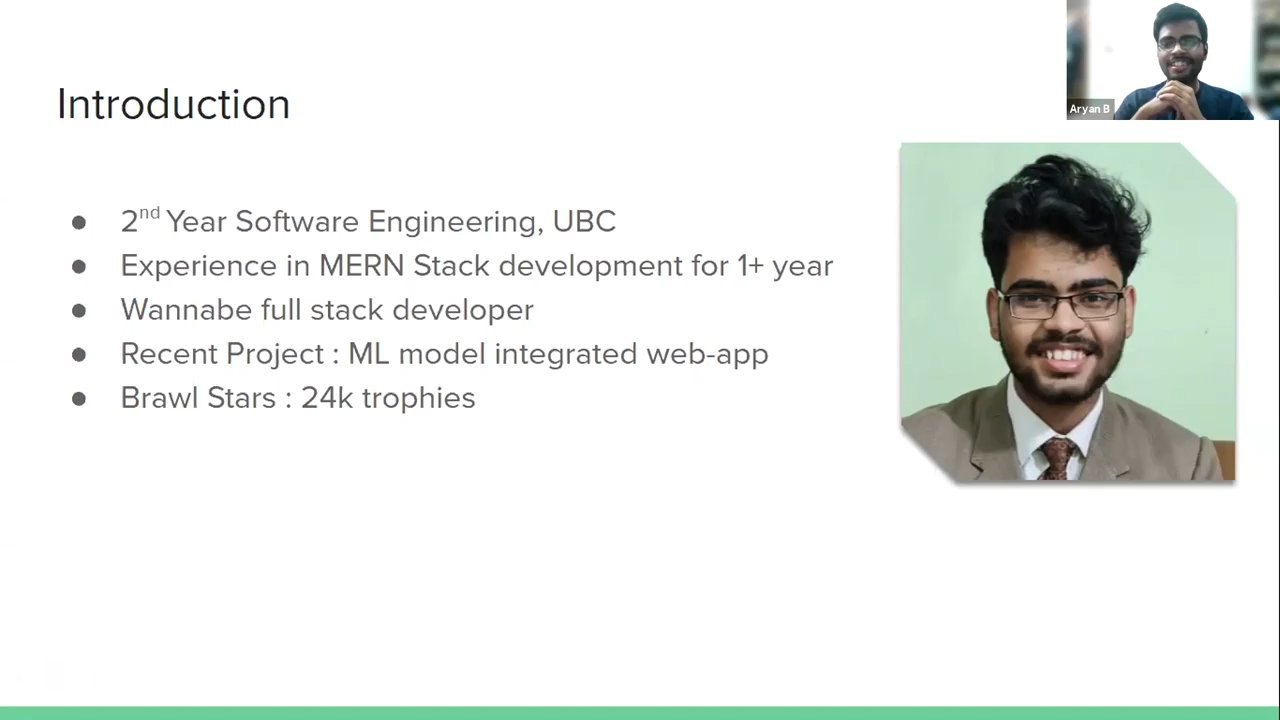 Introduction
Aryan B
2nd Year Software Engineering, UBC
Experience in MERN Stack development for 1+ year
Wannabe full stack developer
Recent Project : ML model integrated web-app
Brawl Stars : 24k trophies